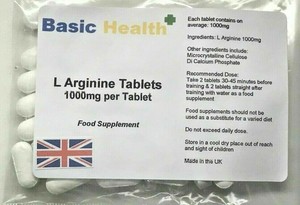 Basic Health
L Arginine Tablets
1000mg per Tablet
Food Supplement
Each tablet contains on
average: 1000mg
Ingredients: L Arginine 1000mg
Other ingredients include:
Microcrystalline Cellulose
Di Calcium Phosphate
Recommended Dose:
Take 2 tablets 30-45 minutes before
training & 2 tablets straight after
training with water as a food
supplement
Food supplements should not be
used as a substitute for a varied diet
Do not exceed daily dose.
Store in a cool dry place out of reach
and sight of children
Made in the UK